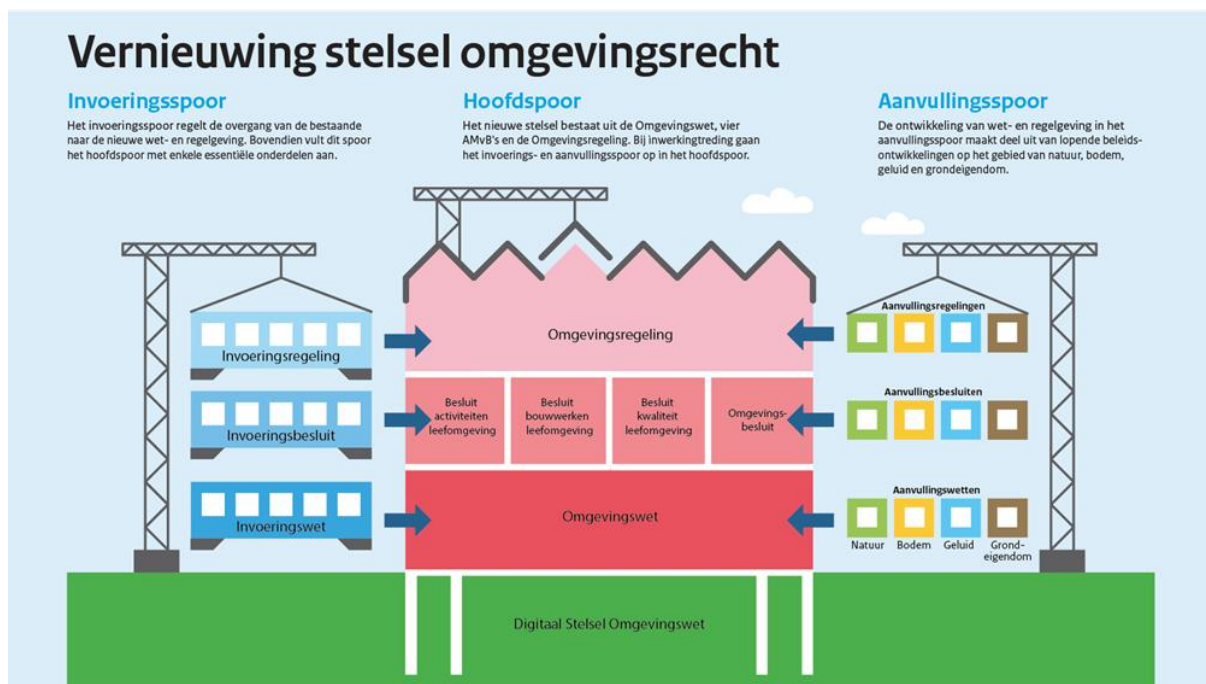 Vernieuwing stelsel omgevingsrecht
Invoeringsspoor
Het invoeringsspoor regelt de overgang van de bestaande
naar de nieuwe wet- en regelgeving. Bovendien vult dit spoor
het hoofdspoor met enkele essentiële onderdelen aan.
Hoofdspoor
Het nieuwe stelsel bestaat uit de Omgevingswet, vier
AMvB's en de Omgevingsregeling. Bij inwerkingtreding gaan
het invoerings- en aanvullingsspoor op in het hoofdspoor.
Aanvullingsspoor
De ontwikkeling van wet- en regelgeving in het
aanvullingsspoor maakt deel uit van lopende beleids-
ontwikkelingen op het gebied van natuur, bodem,
geluid en grondeigendom.
Invoeringsregeling
Omgevingsregeling
Aanvullingsregelingen
Invoeringsbesluit
Besluit
activiteiten
leefomgeving
Besluit
bouwwerken
leefomgeving
Besluit
kwaliteit
leefomgeving
Omgevings-
besluit
Aanvullingsbesluiten
Invoeringswet
Omgevingswet
Aanvullingswetten
Natuur
Bodem
Geluid
Grond-
eigendom
Digitaal Stelsel Omgevingswet